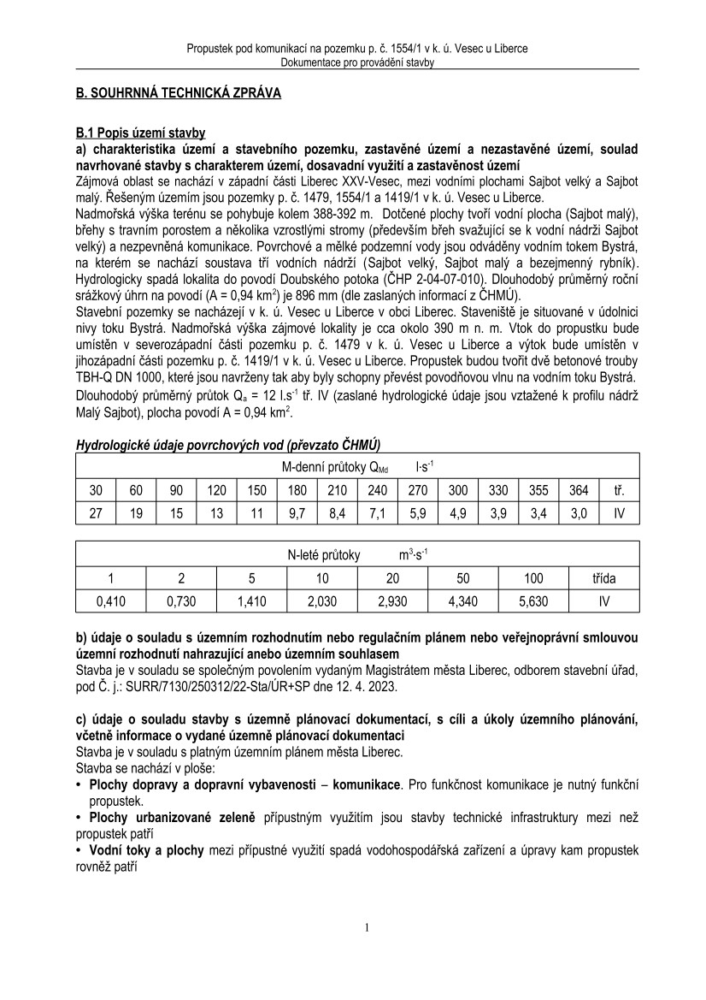 Propustek pod komunikací na pozemku p. č. 1554/1 v k. ú. Vesec u Liberce
Dokumentace pro provádění stavby
B. SOUHRNNÁ TECHNICKÁ ZPRÁVA
B.1 Popis území stavby
a) charakteristika území a stavebního pozemku, zastavěné území a nezastavěné území, soulad
navrhované stavby s charakterem území, dosavadní využití a zastavěnost území
Zájmová oblast se nachází v západní části Liberec XXV-Vesec, mezi vodními plochami Sajbot velký a Sajbot
malý. Řešeným územím jsou pozemky p. č. 1479, 1554/1 a 1419/1 v k. ú. Vesec u Liberce.
Nadmořská výška terénu se pohybuje kolem 388-392 m. Dotčené plochy tvoří vodní plocha (Sajbot malý),
břehy s travním porostem a několika vzrostlými stromy (především břeh svažující se k vodní nádrži Sajbot
velký) a nezpevněná komunikace. Povrchové a mělké podzemní vody jsou odváděny vodním tokem Bystrá,
na kterém se nachází soustava tří vodních nádrží (Sajbot velký, Sajbot malý a bezejmenný rybník).
Hydrologicky spadá lokalita do povodí Doubského potoka (ČHP 2-04-07-010). Dlouhodobý průměrný roční
srážkový úhrn na povodí (A = 0,94 km²) je 896 mm (dle zaslaných informací z ČHMÚ).
Stavební pozemky se nacházejí v k. ú. Vesec u Liberce v obci Liberec. Staveniště je situované v údolnici
nivy toku Bystrá. Nadmořská výška zájmové lokality je cca okolo 390 m n. m. Vtok do propustku bude
umístěn v severozápadní části pozemku p. č. 1479 v k. ú. Vesec u Liberce a výtok bude umístěn v
jihozápadní části pozemku p. č. 1419/1 v k. ú. Vesec u Liberce. Propustek budou tvořit dvě betonové trouby
TBH-Q DN 1000, které jsou navrženy tak aby byly schopny převést povodňovou vlnu na vodním toku Bystrá.
Dlouhodobý průměrný průtok Qa = 12 l.s-1 tř. IV (zaslané hydrologické údaje jsou vztažené k profilu nádrž
Malý Sajbot), plocha povodí A = 0,94 km².
Hydrologické údaje povrchových vod (převzato ČHMÚ)
M-denní průtoky QMd l·s-1
30 60 90 120 150 180 210 240 270 300 330 355 364 tř.
27 19 15 13 11 9,7 8,4 7,1 5,9 4,9 3,9 3,4 3,0 IV
N-leté průtoky m³·s-1
1 2 5 10 20 50 100 třída
0,410 0,730 1,410 2,030 2,930 4,340 5,630 IV
b) údaje o souladu s územním rozhodnutím nebo regulačním plánem nebo veřejnoprávní smlouvou
územní rozhodnutí nahrazující anebo územním souhlasem
Stavba je v souladu se společným povolením vydaným Magistrátem města Liberec, odborem stavební úřad,
pod Č. j.: SURR/7130/250312/22-Sta/ÚR+SP dne 12. 4. 2023.
c) údaje o souladu stavby s územně plánovací dokumentací, s cíli a úkoly územního plánování,
včetně informace o vydané územně plánovací dokumentaci
Stavba je v souladu s platným územním plánem města Liberec.
Stavba se nachází v ploše:
• Plochy dopravy a dopravní vybavenosti – komunikace. Pro funkčnost komunikace je nutný funkční
propustek.
• Plochy urbanizované zeleně přípustným využitím jsou stavby technické infrastruktury mezi než
propustek patří
• Vodní toky a plochy mezi přípustné využití spadá vodohospodářská zařízení a úpravy kam propustek
rovněž patří
1